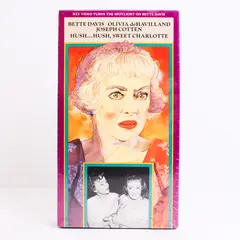 KEY VIDEO TURNS THE SPOTLIGHT ON BETTE DAVIS
BETTE DAVIS OLIVIA deHAVILLAND
JOSEPH COTTEN
HUSH...HUSH, SWEET CHARLOTTE